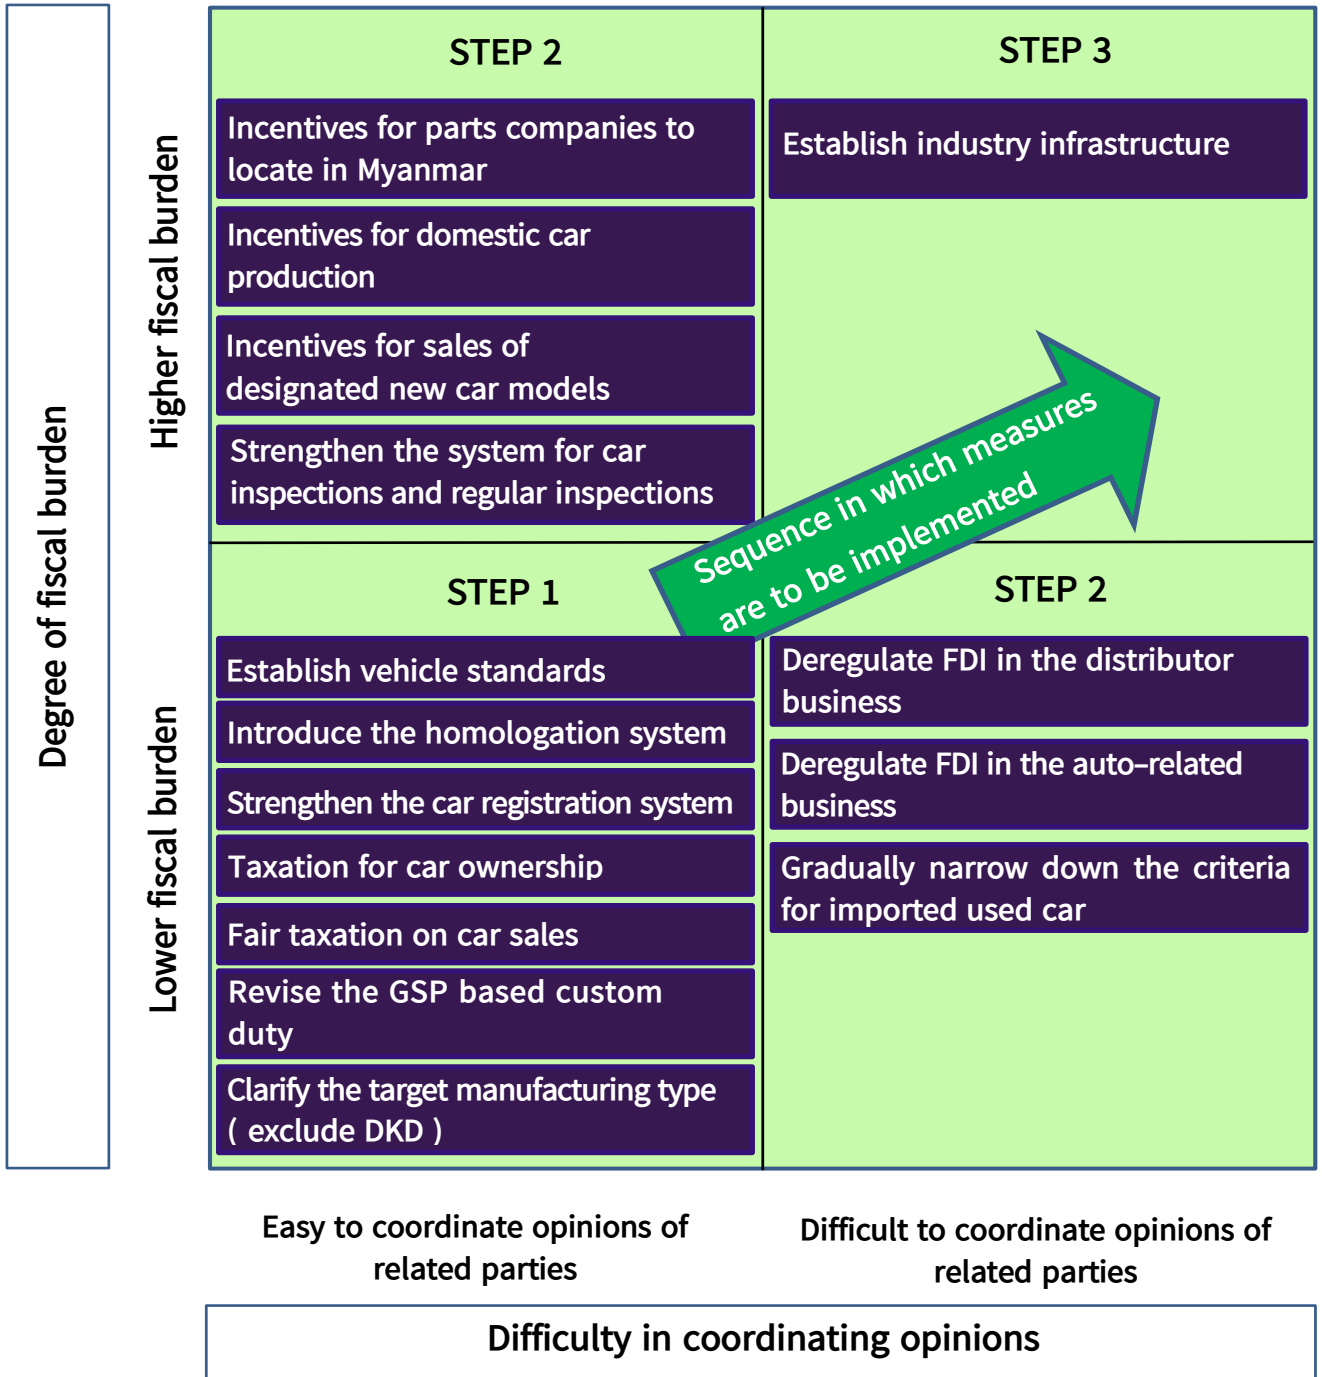 STEP 2
Incentives for parts companies to
locate in Myanmar
Incentives for domestic car
production
Incentives for sales of
designated new car models
Strengthen the system for car
inspections and regular inspections
STEP 3
Establish industry infrastructure
Sequence in which measures
are to be implemented
STEP 1
Establish vehicle standards
Introduce the homologation system
Strengthen the car registration system
Taxation for car ownership
Fair taxation on car sales
Revise the GSP based custom
duty
Clarify the target manufacturing type
( exclude DKD )
STEP 2
Deregulate FDI in the distributor
business
Deregulate FDI in the auto-related
business
Gradually narrow down the criteria
for imported used car
Degree of fiscal burden
Higher fiscal burden
Lower fiscal burden
Easy to coordinate opinions of
related parties
Difficult to coordinate opinions of
related parties
Difficulty in coordinating opinions